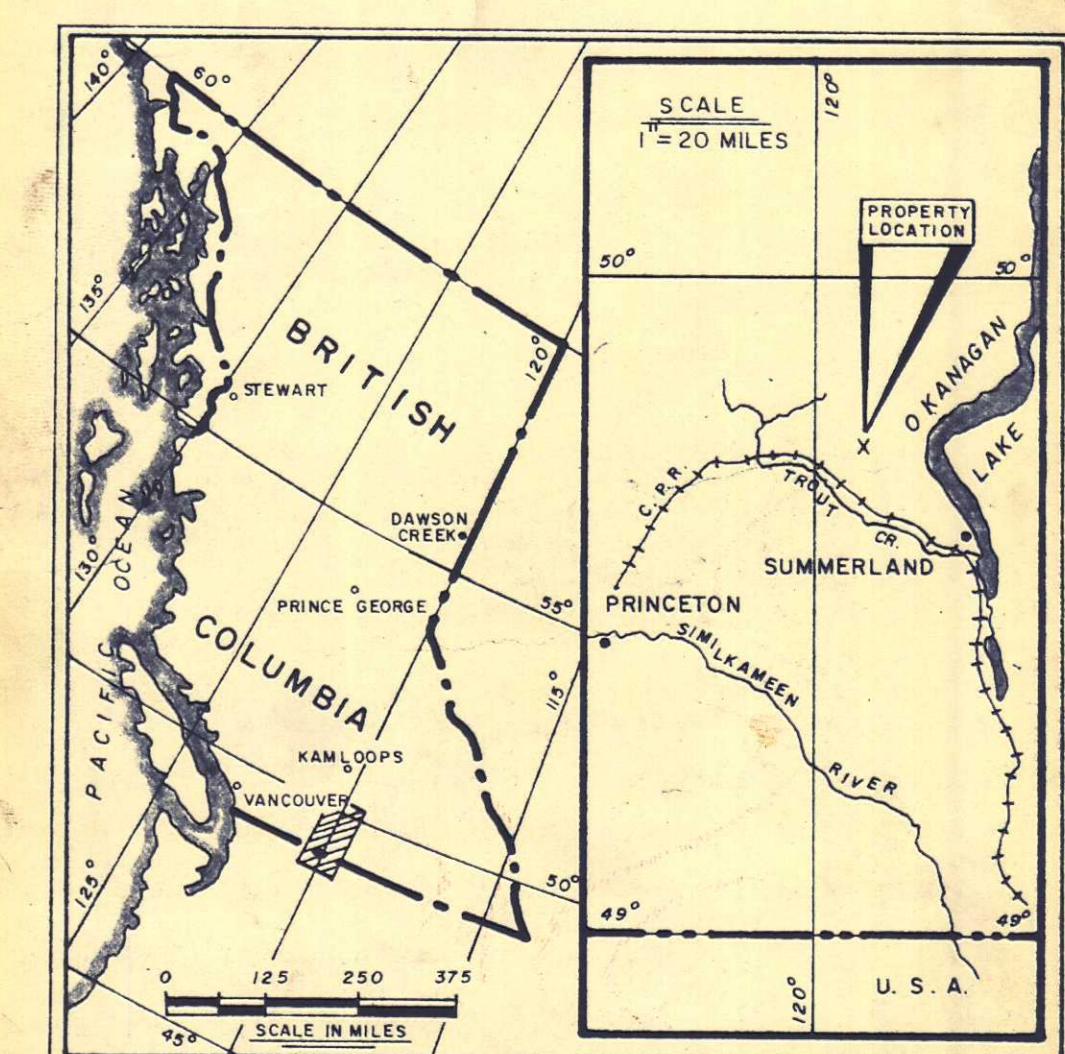 140°
60°
135°
BRITISH
120°
STEWART
DAWSON
CREEK
130°
OCEAN
PRINCE GEORGE
55°
COLUMBIA
115°
PACIFIC
KAMLOOPS
VANCOUVER
125°
50°
0 125 250 375
SCALE IN MILES
45°
SCALE
1"=20 MILES
120°
PROPERTY
LOCATION
50° 50°
OKANAGAN
LAKE
X
C.P.R.
TROUT
CR.
SUMMERLAND
PRINCETON
SIMILKAMEEN
RIVER
49° 49°
120°
U.S.A.